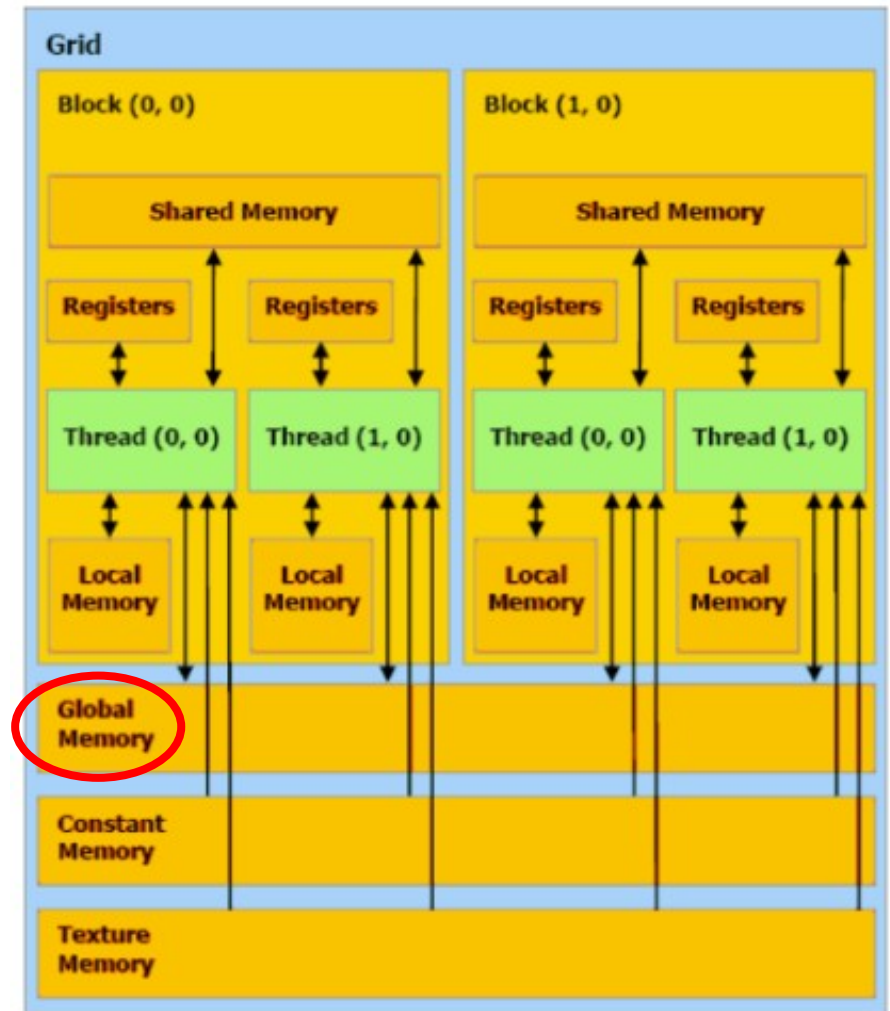 Grid
Block (0, 0)
Block (1, 0)
Shared Memory
Shared Memory
Registers
Registers
Registers
Registers
Thread (0, 0)
Thread (1, 0)
Thread (0, 0)
Thread (1, 0)
Local
Memory
Local
Memory
Local
Memory
Local
Memory
Global
Memory
Constant
Memory
Texture
Memory